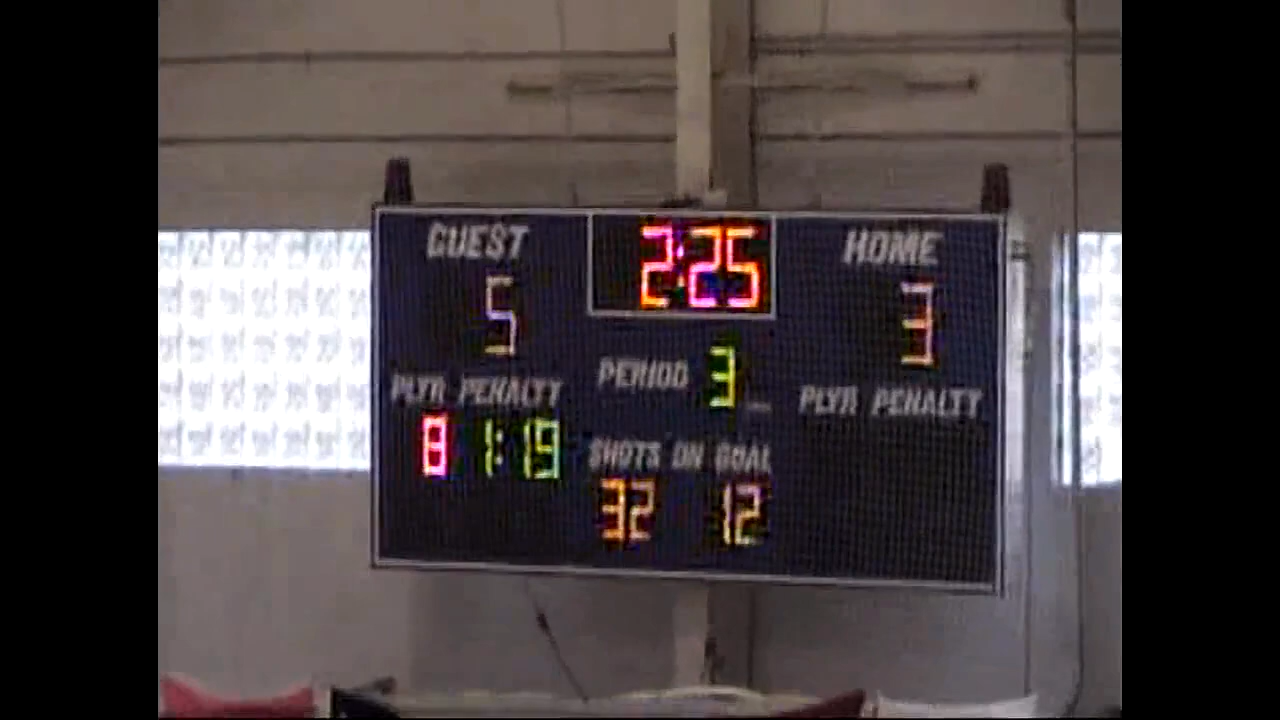 GUEST 2:25 HOME
5 3
PERIOD 3
PLYR PENALTY PLYR PENALTY
8 1:19
SHOTS ON GOAL
32 12